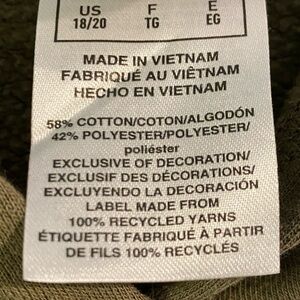 US F E
18/20 TG EG
MADE IN VIETNAM
FABRIQUÉ AU VIÊTNAM
HECHO EN VIETNAM
58% COTTON/COTON/ALGODÓN
42% POLYESTER/POLYESTER/
poliéster
EXCLUSIVE OF DECORATION/
EXCLUSIF DES DÉCORATIONS/
EXCLUYENDO LA DECORACIÓN
LABEL MADE FROM
100% RECYCLED YARNS
ÉTIQUETTE FABRIQUÉ À PARTIR
DE FILS 100% RECYCLÉS